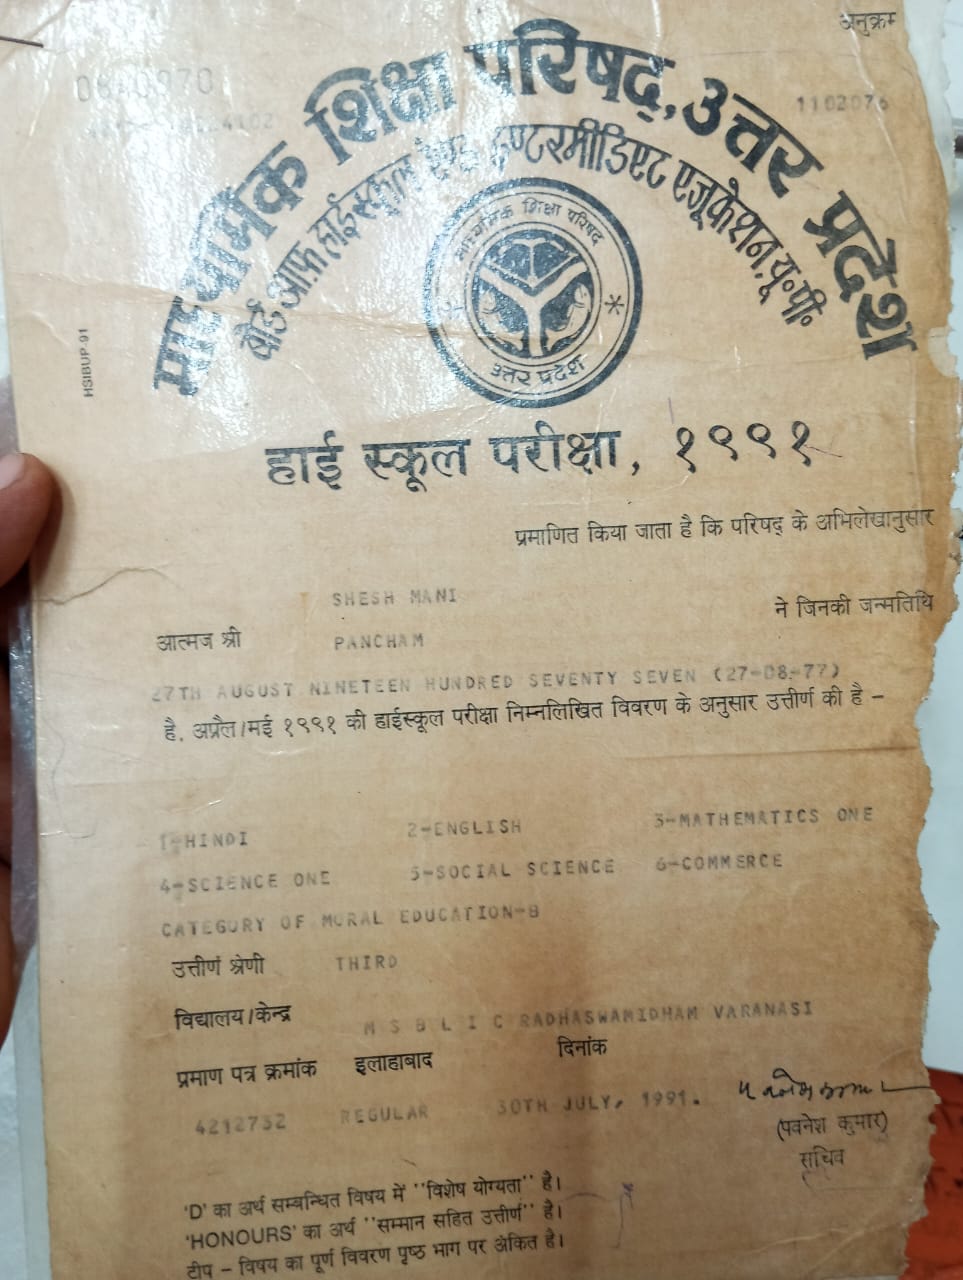 अनुक्रम
1102076
माध्यमिक शिक्षा परिषद्, उत्तर प्रदेश
बोर्ड आफ़ हाई स्कूल ऐण्ड इण्टरमीडिएट एजूकेशन, यू॰ पी॰
माध्यमिक शिक्षा परिषद
उत्तर प्रदेश
HSIBUP-91
हाई स्कूल परीक्षा, १९९१
प्रमाणित किया जाता है कि परिषद् के अभिलेखानुसार
SHESH MANI
ने जिनकी जन्मतिथि
आत्मज श्री PANCHAM
27TH AUGUST NINETEEN HUNDRED SEVENTY SEVEN (27-08-77)
है, अप्रैल/मई १९९१ की हाईस्कूल परीक्षा निम्नलिखित विवरण के अनुसार उत्तीर्ण की है –
1-HINDI 2-ENGLISH 3-MATHEMATICS ONE
4-SCIENCE ONE 5-SOCIAL SCIENCE 6-COMMERCE
CATEGORY OF MORAL EDUCATION-B
उत्तीर्ण श्रेणी THIRD
विद्यालय/केन्द्र M S B L I C RADHASWAMIDHAM VARANASI
प्रमाण पत्र क्रमांक इलाहाबाद दिनांक
4212732 REGULAR 30TH JULY, 1991.
(पवनेश कुमार)
सचिव
'D' का अर्थ सम्बन्धित विषय में ''विशेष योग्यता'' है।
'HONOURS' का अर्थ ''सम्मान सहित उत्तीर्ण'' है।
टीप – विषय का पूर्ण विवरण पृष्ठ भाग पर अंकित है।